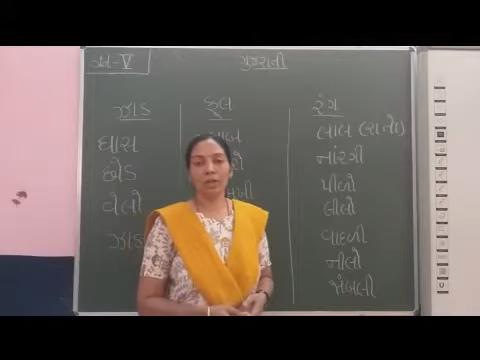 ગુજરાતી
ઝાડ
ઘાસ
છોડ
વેલો
ફૂલ
રંગ
લાલ
નારંગી
પીળો
લીલો
વાદળી
નીલો
જાંબલી